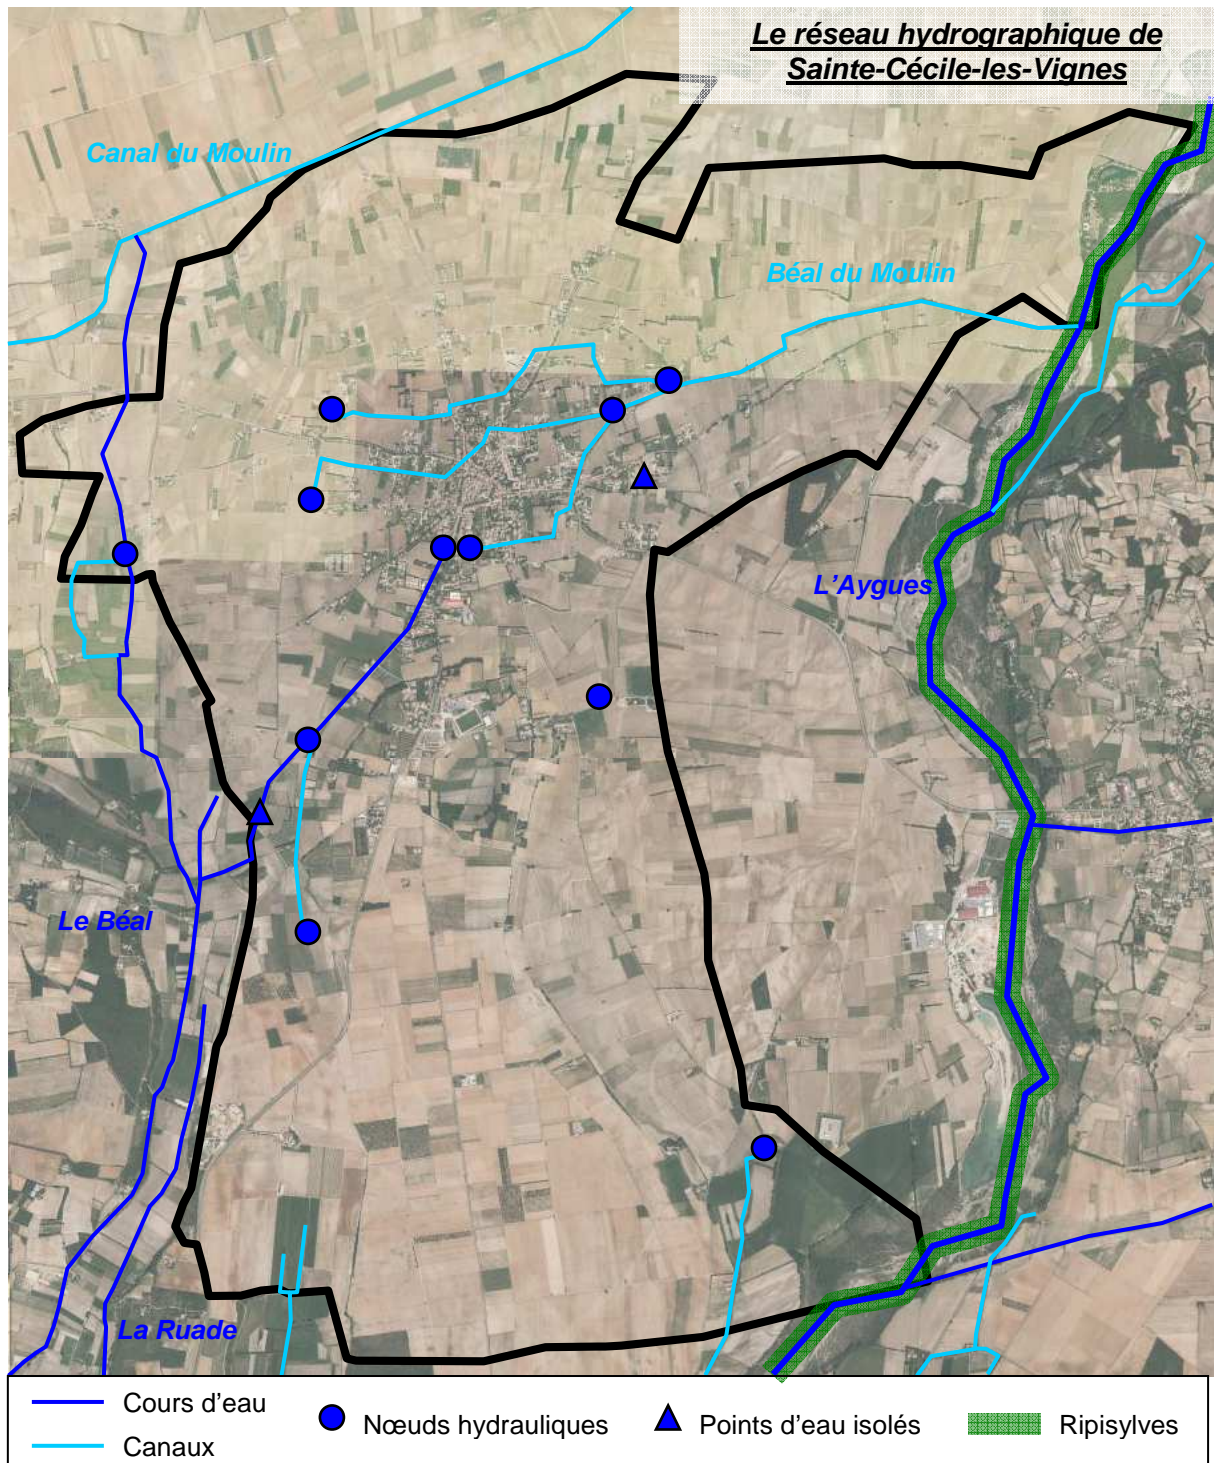 Le réseau hydrographique de
Sainte-Cécile-les-Vignes
Canal du Moulin
Béal du Moulin
L'Aygues
Le Béal
La Ruade
Cours d'eau
Canaux
Nœuds hydrauliques
Points d'eau isolés
Ripisylves